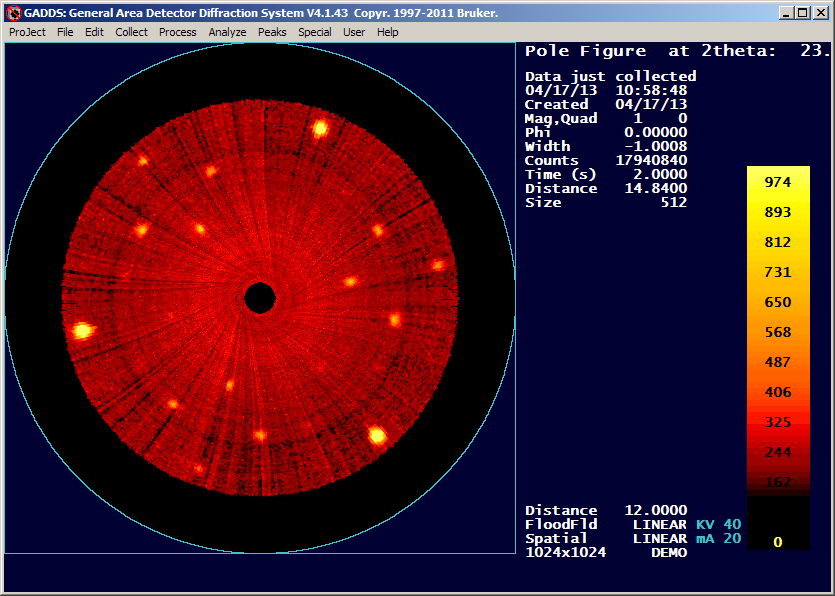 GADDS: General Area Detector Diffraction System V4.1.43 Copyr. 1997-2011 Bruker.
ProJect File Edit Collect Process Analyze Peaks Special User Help
Pole Figure at 2theta: 23.
Data just collected
04/17/13 10:58:48
Created 04/17/13
Mag,Quad 1 0
Phi 0.00000
Width -1.0008
Counts 17940840
Time (s) 2.0000
Distance 14.8400
Size 512
974
893
812
731
650
568
487
406
325
244
162
0
Distance 12.0000
FloodFld LINEAR KV 40
Spatial LINEAR mA 20
1024x1024 DEMO